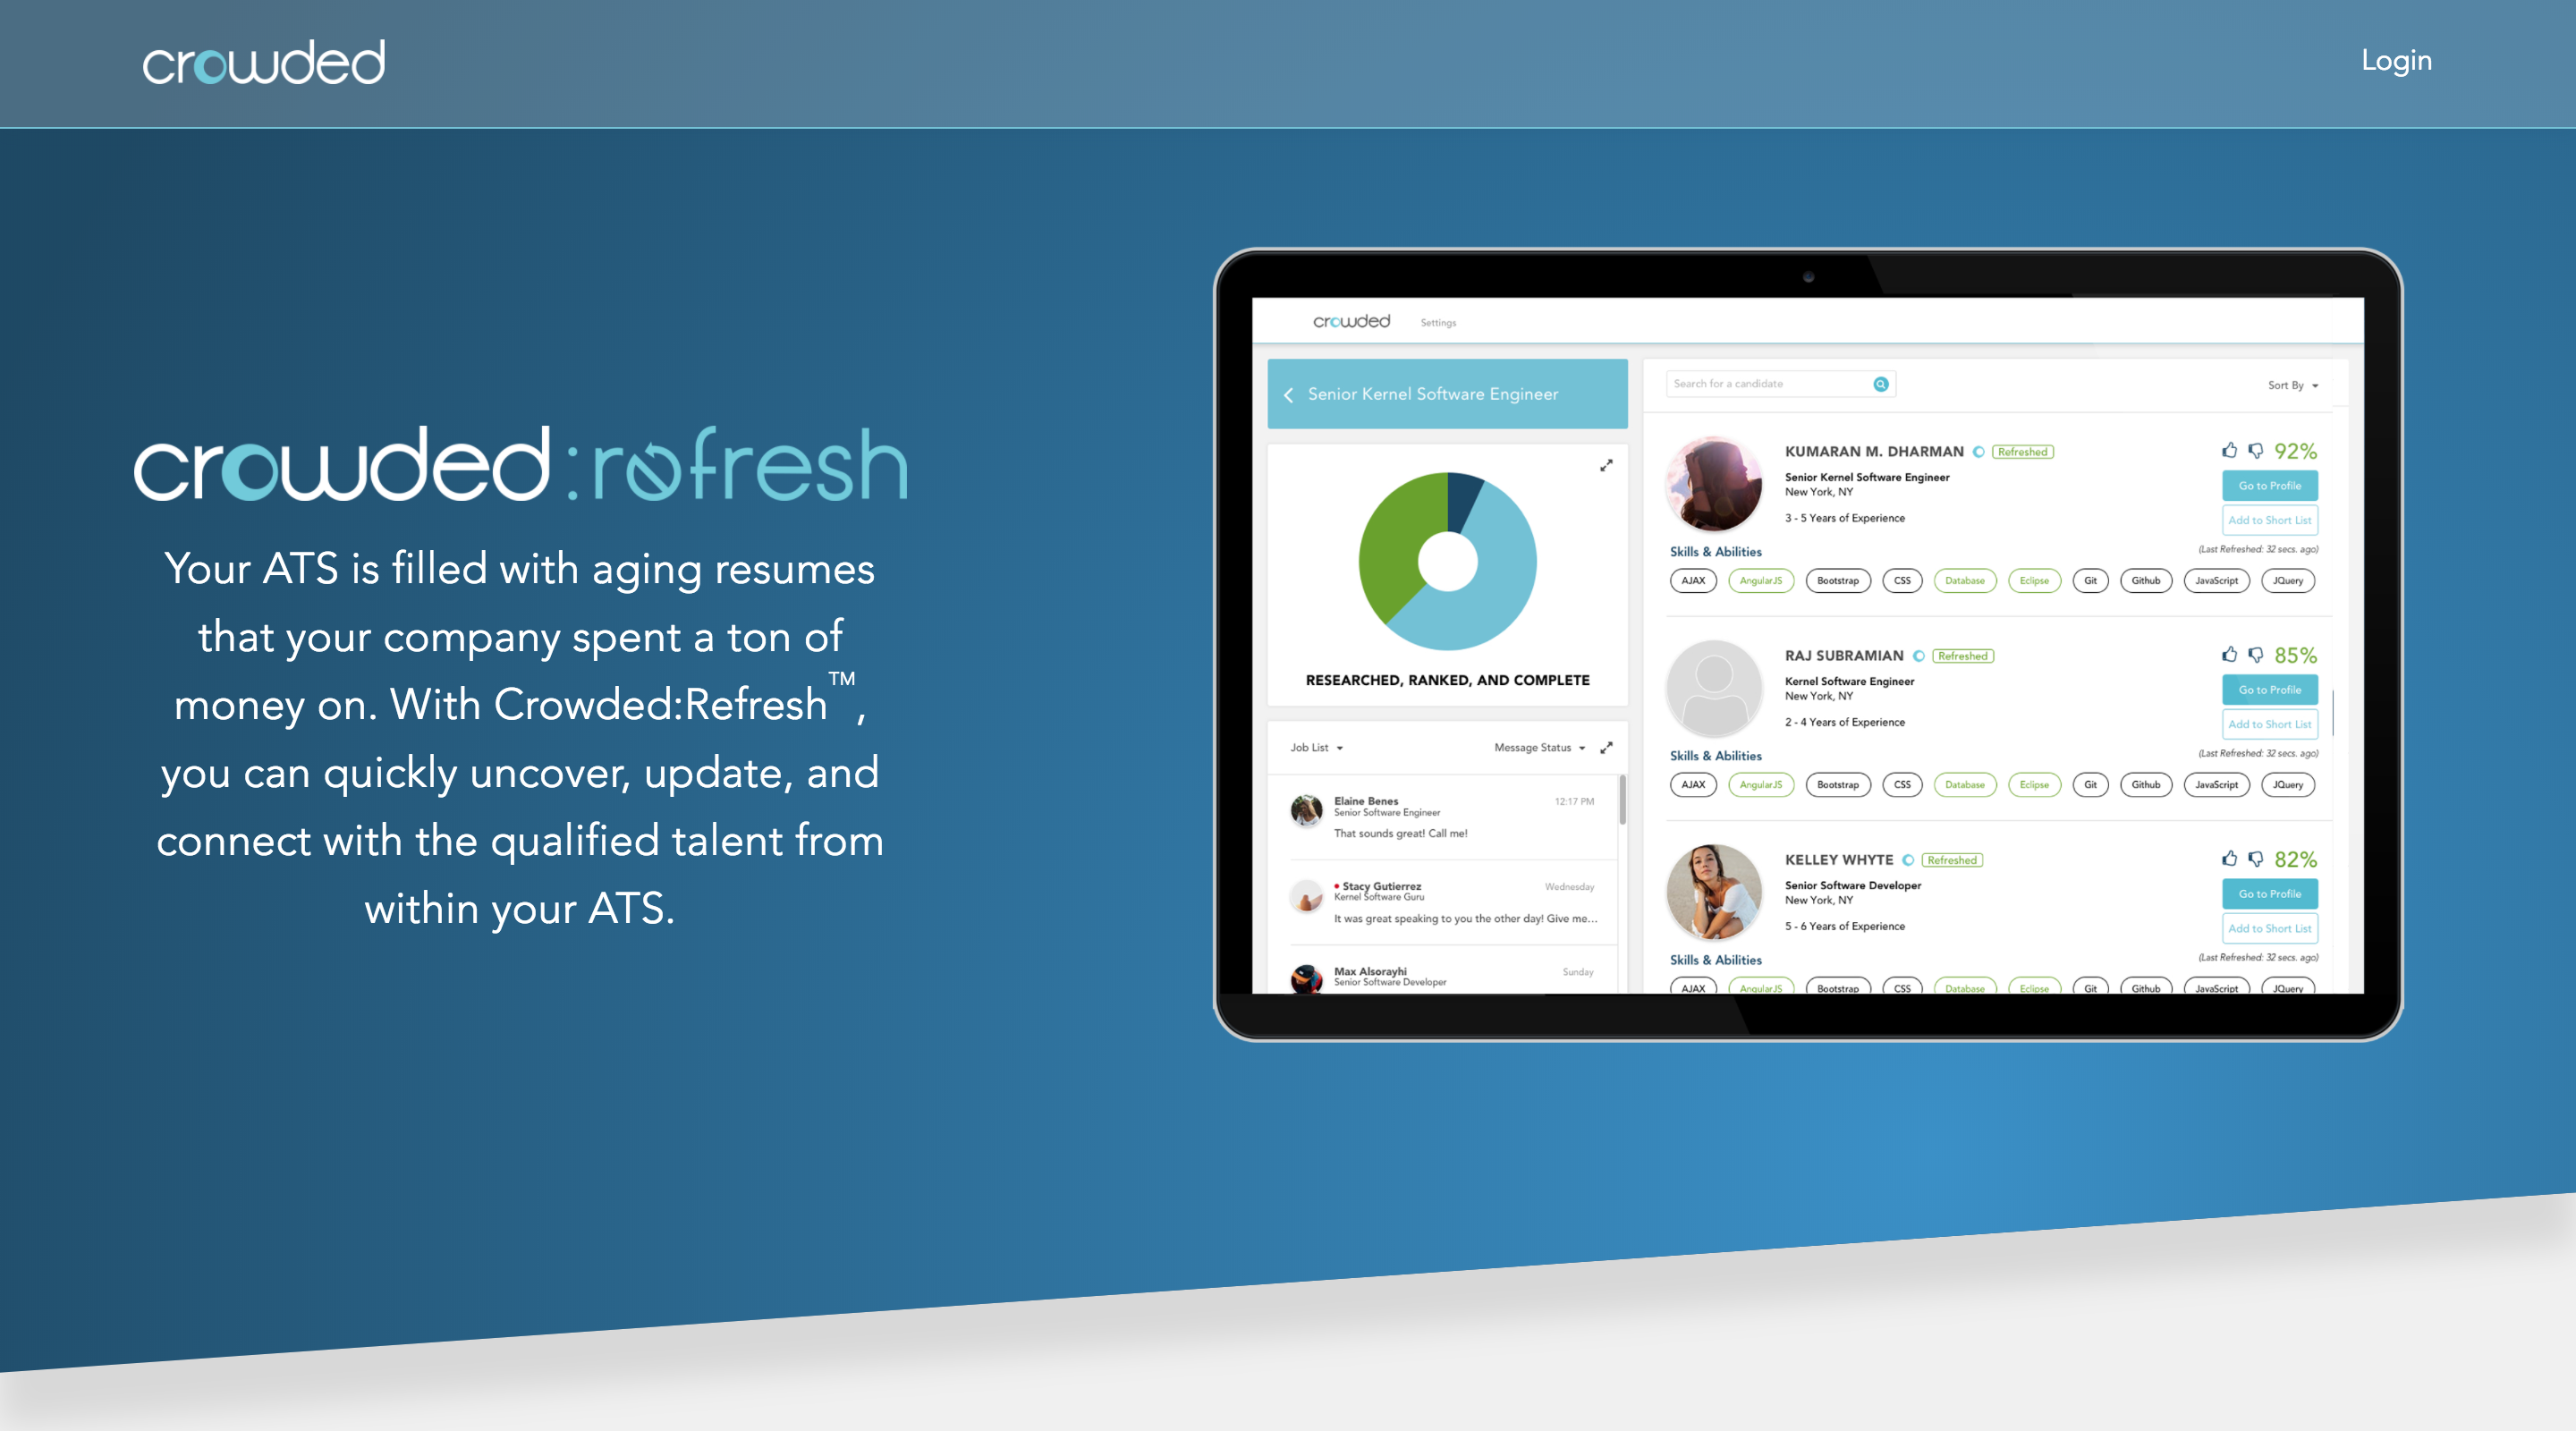 crowded
Login
crowded:refresh
Your ATS is filled with aging resumes
that your company spent a ton of
money on. With Crowded:Refresh™,
you can quickly uncover, update, and
connect with the qualified talent from
within your ATS.
crowded Settings
Senior Kernel Software Engineer
RESEARCHED, RANKED, AND COMPLETE
Job List Message Status
Elaine Benes 12:17 PM
Senior Software Engineer
That sounds great! Call me!
Stacy Gutierrez Wednesday
Kernel Software Guru
It was great speaking to you the other day! Give me...
Max Alsorayhi Sunday
Senior Software Developer
Search for a candidate Sort By
KUMARAN M. DHARMAN Refreshed 92%
Senior Kernel Software Engineer
New York, NY
Go to Profile
3 - 5 Years of Experience
Add to Short List
(Last Refreshed: 32 secs. ago)
Skills & Abilities
AJAX AngularJS Bootstrap CSS Database Eclipse Git Github JavaScript JQuery
RAJ SUBRAMIAN Refreshed 85%
Kernel Software Engineer
New York, NY
Go to Profile
2 - 4 Years of Experience
Add to Short List
(Last Refreshed: 32 secs. ago)
Skills & Abilities
AJAX AngularJS Bootstrap CSS Database Eclipse Git Github JavaScript JQuery
KELLEY WHYTE Refreshed 82%
Senior Software Developer
New York, NY
Go to Profile
5 - 6 Years of Experience
Add to Short List
(Last Refreshed: 32 secs. ago)
Skills & Abilities
AJAX AngularJS Bootstrap CSS Database Eclipse Git Github JavaScript JQuery